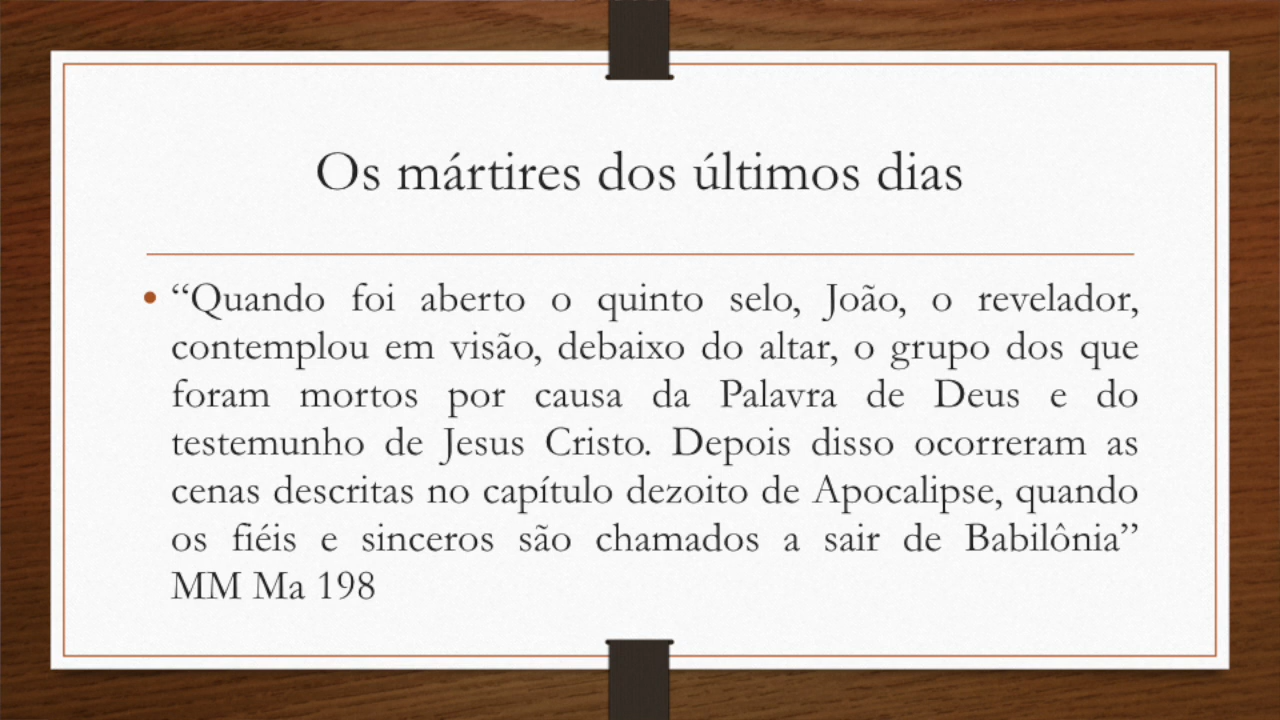 Os mártires dos últimos dias
• “Quando foi aberto o quinto selo, João, o revelador,
contemplou em visão, debaixo do altar, o grupo dos que
foram mortos por causa da Palavra de Deus e do
testemunho de Jesus Cristo. Depois disso ocorreram as
cenas descritas no capítulo dezoito de Apocalipse, quando
os fiéis e sinceros são chamados a sair de Babilônia”
MM Ma 198